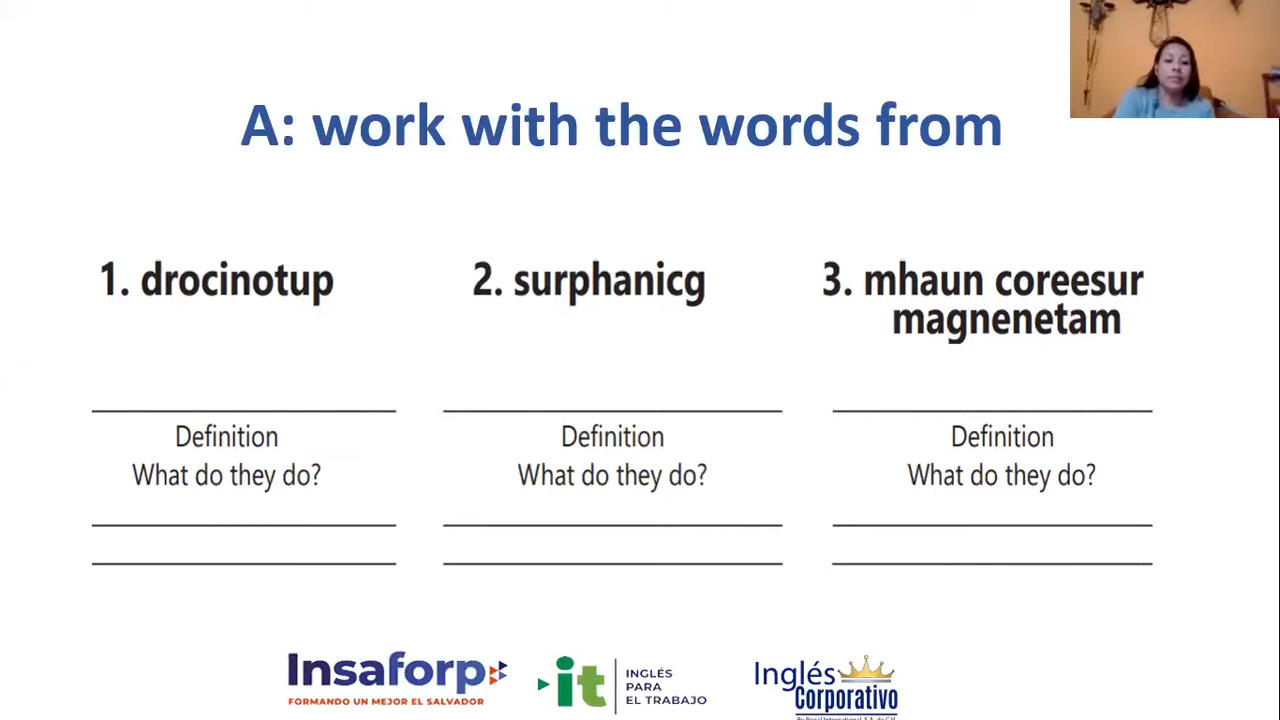 A: work with the words from
1. drocinotup
2. surphanicg
3. mhaun coreesur
magnenetam
Definition
What do they do?
Definition
What do they do?
Definition
What do they do?
Insaforp
FORMANDO UN MEJOR EL SALVADOR
it
INGLÉS
PARA
EL TRABAJO
Inglés
Corporativo